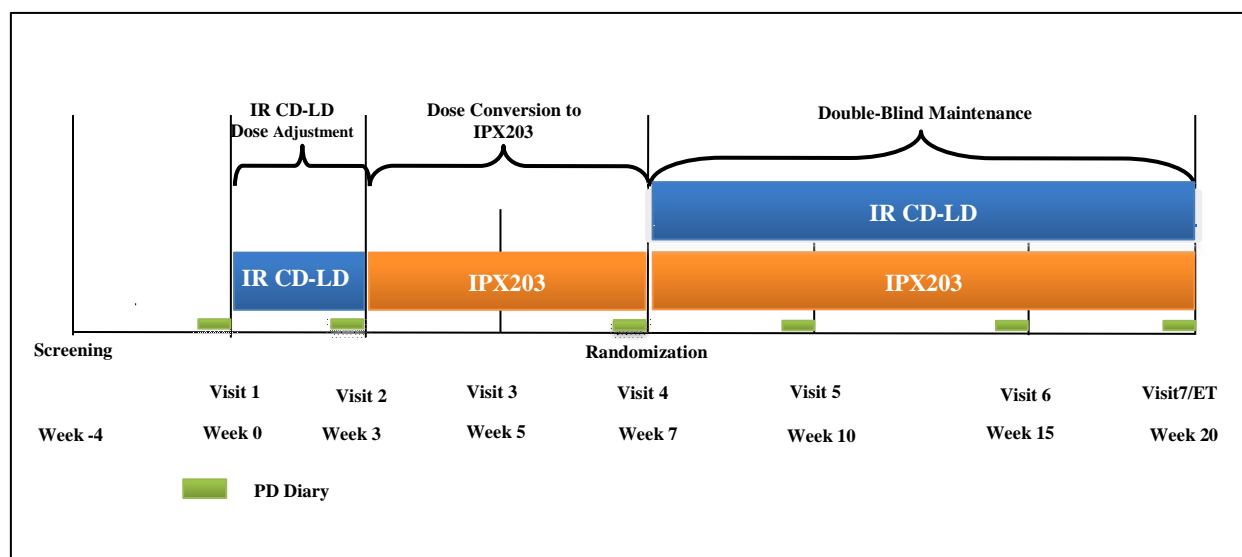 IR CD-LD
Dose Adjustment
Dose Conversion to
IPX203
Double-Blind Maintenance
IR CD-LD
IR CD-LD
IPX203
IPX203
Screening
Randomization
Visit 1
Visit 2
Visit 3
Visit 4
Visit 5
Visit 6
Visit7/ET
Week -4
Week 0
Week 3
Week 5
Week 7
Week 10
Week 15
Week 20
PD Diary